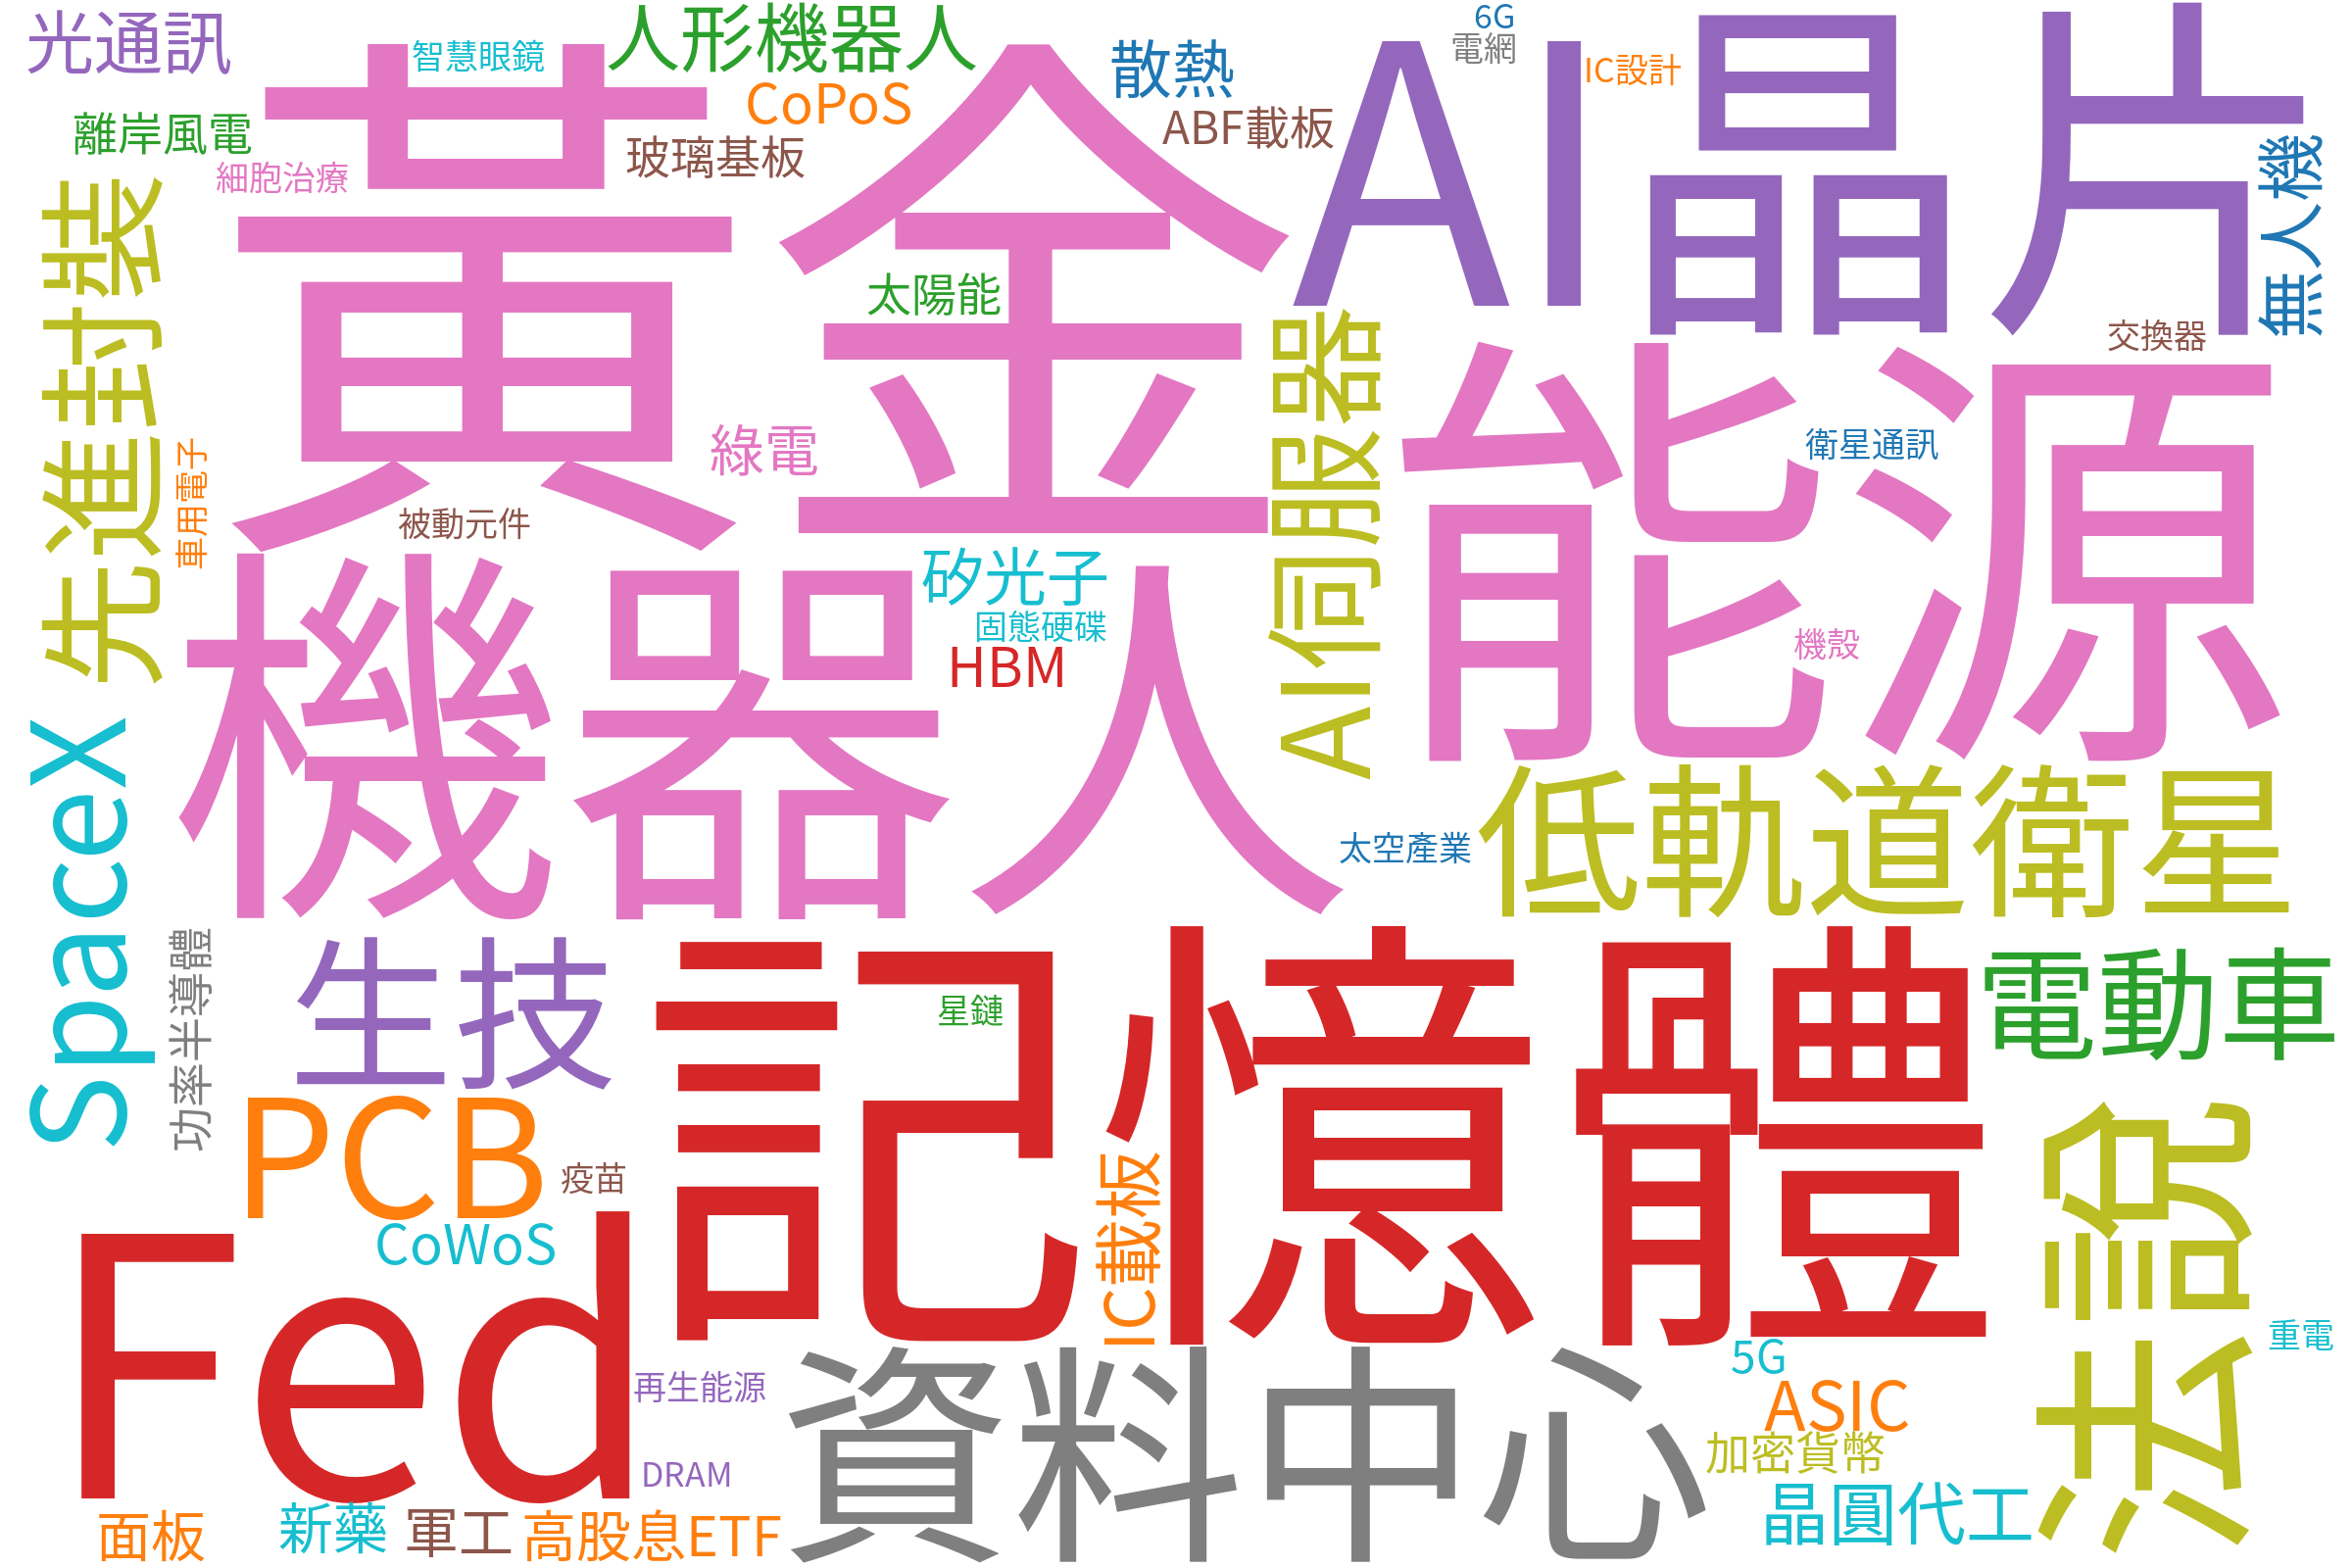 光通訊
智慧眼鏡
人形機器人
CoPoS
散熱
6G
電網
IC設計
ABF載板
玻璃基板
離岸風電
細胞治療
黃金
AI晶片
無人機
交換器
先進封裝
車用電子
太陽能
綠電
被動元件
AI伺服器
能源
衛星通訊
機殼
矽光子
固態硬碟
HBM
機器人
SpaceX
太空產業
低軌道衛星
功率半導體
生技
星鏈
記憶體
電動車
PCB
疫苗
CoWoS
IC載板
法說
Fed
再生能源
DRAM
資料中心
5G
ASIC
加密貨幣
重電
晶圓代工
面板
新藥
軍工
高股息ETF